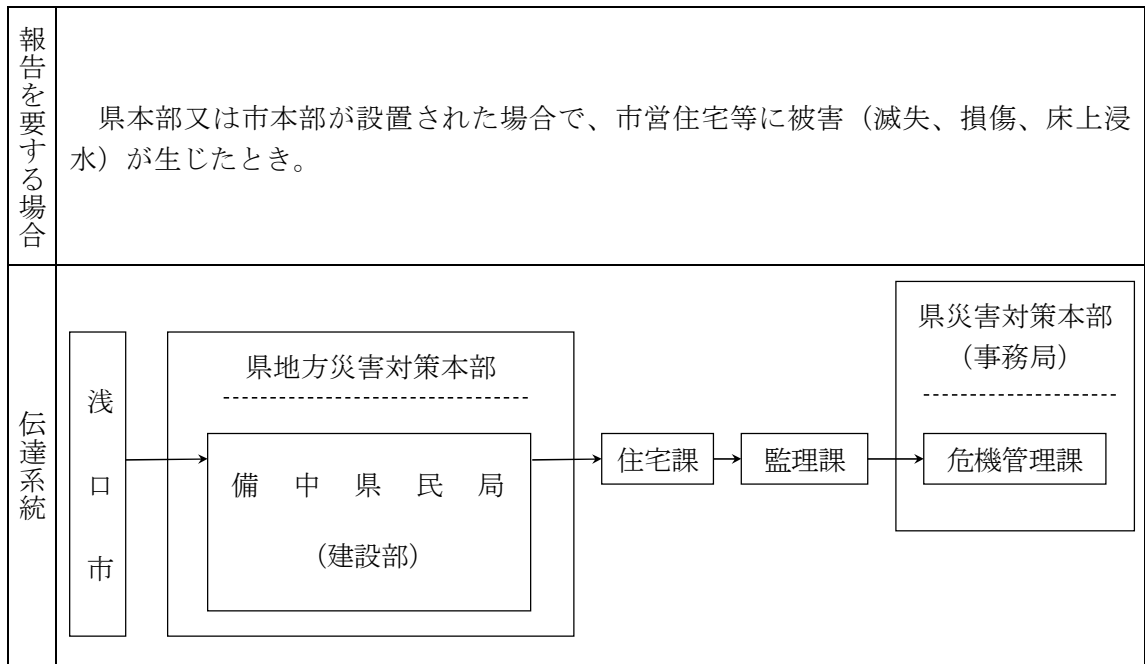 報告を要する場合
県本部又は市本部が設置された場合で、市営住宅等に被害（滅失、損傷、床上浸
水）が生じたとき。
伝達系統
浅口市
県地方災害対策本部
備中県民局
（建設部）
住宅課
監理課
県災害対策本部
（事務局）
危機管理課